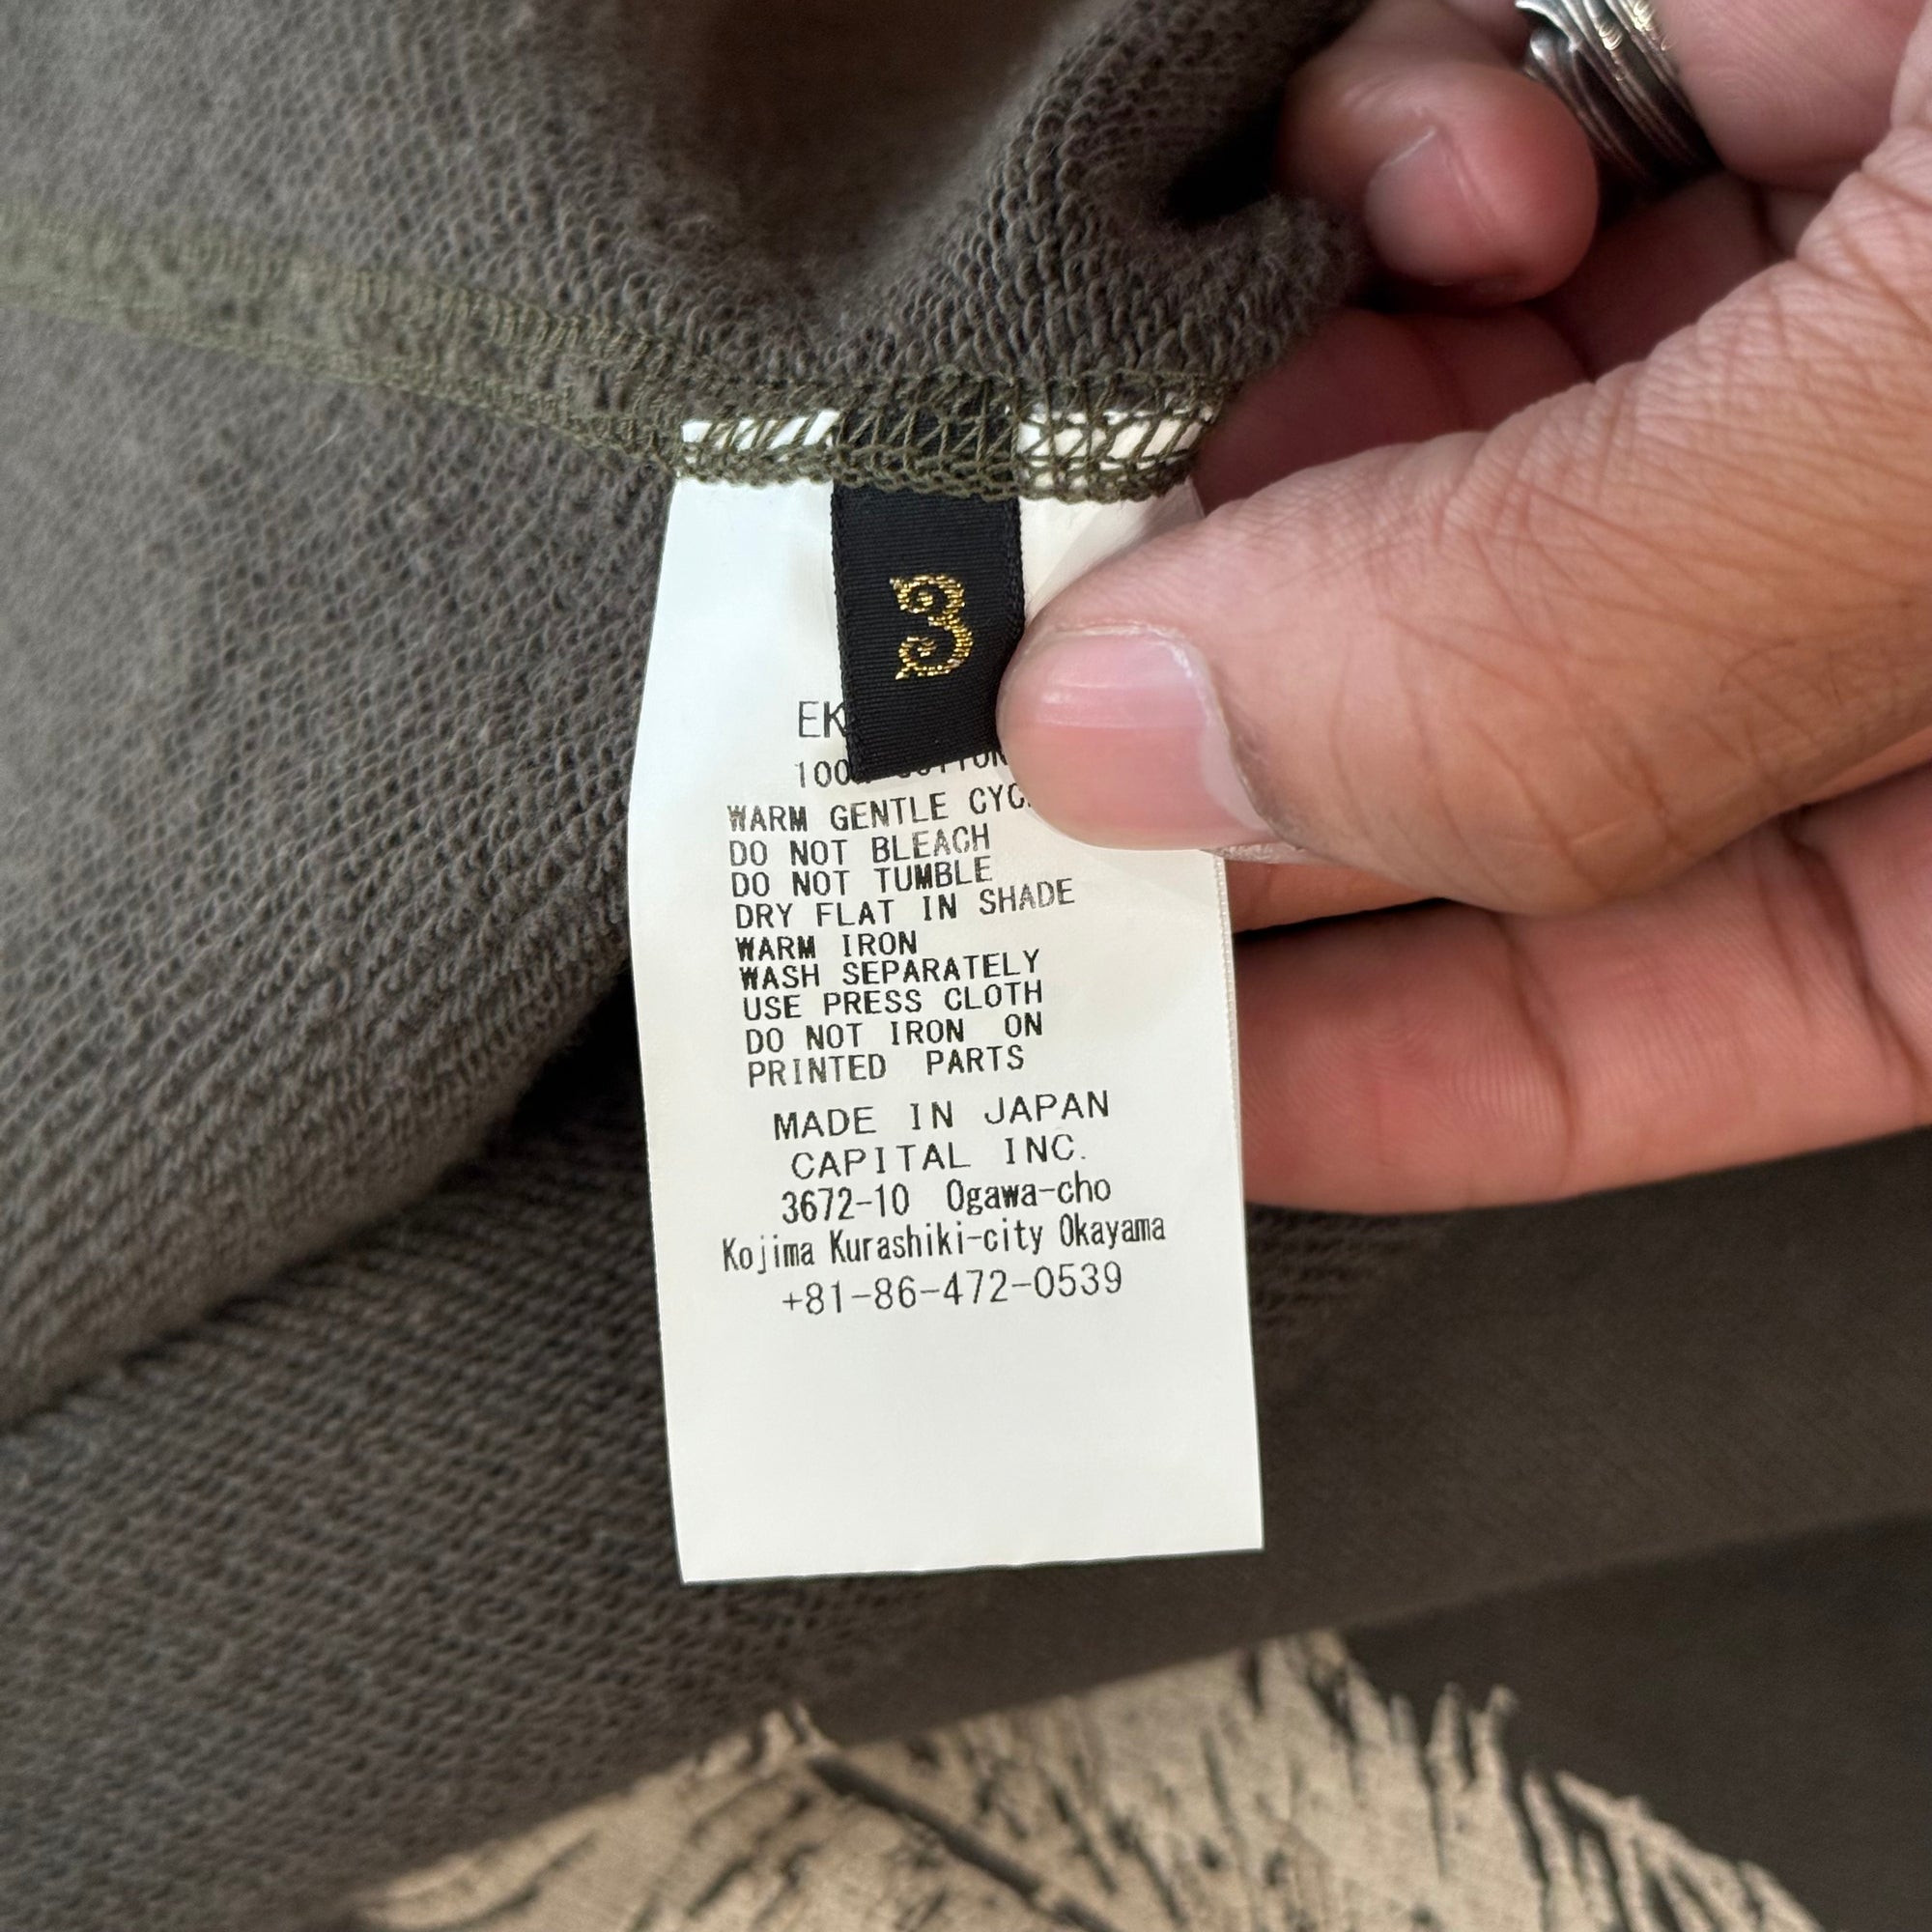 3
100% COTTON
WARM GENTLE
DO NOT BLEACH
DO NOT TUMBLE
DRY FLAT IN SHADE
WARM IRON
WASH SEPARATELY
USE PRESS CLOTH
DO NOT IRON ON
PRINTED PARTS
MADE IN JAPAN
CAPITAL INC.
3672-10 Ogawa-cho
Kojima Kurashiki-city Okayama
+81-86-472-0539